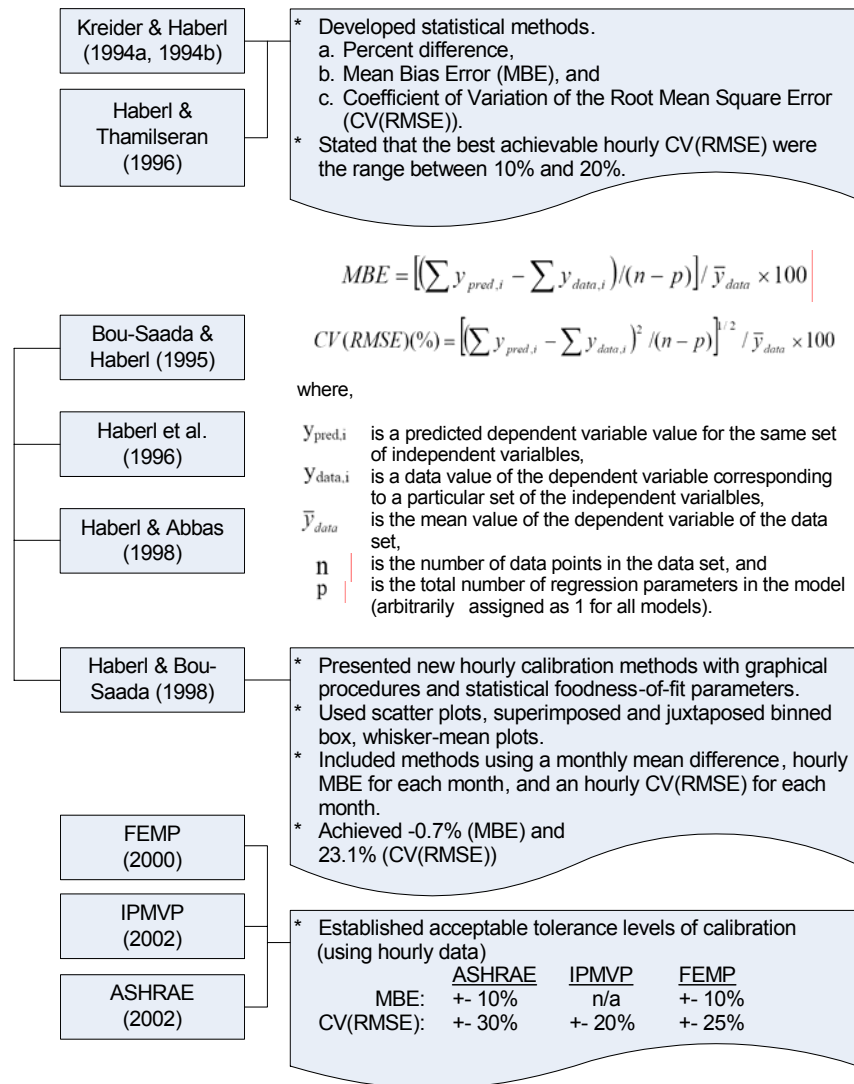 Kreider & Haberl
(1994a, 1994b)
Haberl &
Thamilseran
(1996)
* Developed statistical methods.
a. Percent difference,
b. Mean Bias Error (MBE), and
c. Coefficient of Variation of the Root Mean Square Error
(CV(RMSE)).
* Stated that the best achievable hourly CV(RMSE) were
the range between 10% and 20%.
MBE = [(∑ y pred,i − ∑ y data,i)/(n − p)]/ ȳ data × 100
CV(RMSE)(%) = [(∑ y pred,i − ∑ y data,i)² /(n − p)]^1/2 / ȳ data × 100
Bou-Saada &
Haberl (1995)
Haberl et al.
(1996)
Haberl & Abbas
(1998)
where,
y pred,i is a predicted dependent variable value for the same set
of independent varialbles,
y data,i is a data value of the dependent variable corresponding
to a particular set of the independent varialbles,
ȳ data is the mean value of the dependent variable of the data
set,
n is the number of data points in the data set, and
p is the total number of regression parameters in the model
(arbitrarily assigned as 1 for all models).
Haberl & Bou-
Saada (1998)
* Presented new hourly calibration methods with graphical
procedures and statistical foodness-of-fit parameters.
* Used scatter plots, superimposed and juxtaposed binned
box, whisker-mean plots.
* Included methods using a monthly mean difference, hourly
MBE for each month, and an hourly CV(RMSE) for each
month.
* Achieved -0.7% (MBE) and
23.1% (CV(RMSE))
FEMP
(2000)
IPMVP
(2002)
ASHRAE
(2002)
* Established acceptable tolerance levels of calibration
(using hourly data)
ASHRAE IPMVP FEMP
MBE: +- 10% n/a +- 10%
CV(RMSE): +- 30% +- 20% +- 25%